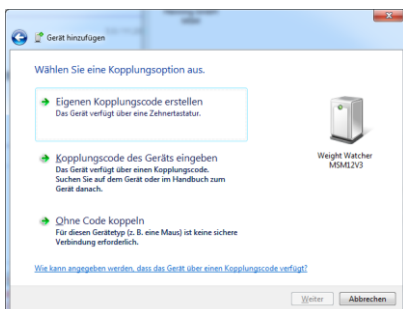 Gerät hinzufügen
Wählen Sie eine Kopplungsoption aus.
Eigenen Kopplungscode erstellen
Das Gerät verfügt über eine Zehnertastatur.
Kopplungscode des Geräts eingeben
Das Gerät verfügt über einen Kopplungscode.
Suchen Sie auf dem Gerät oder im Handbuch zum
Gerät danach.
Weight Watcher
MSM12V3
Ohne Code koppeln
Für diesen Gerätetyp (z. B. eine Maus) ist keine sichere
Verbindung erforderlich.
Wie kann angegeben werden, dass das Gerät über einen Kopplungscode verfügt?
Weiter
Abbrechen